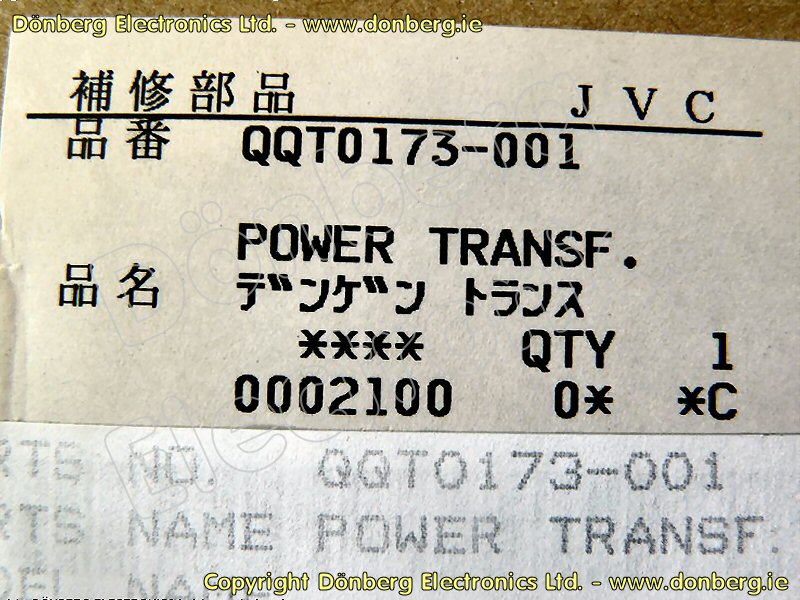 Dönberg Electronics Ltd. - www.donberg.ie
補修部品 JVC
品番 QQT0173-001
POWER TRANSF.
品名 デンゲン トランス
**** QTY 1
0002100 0* *C
NO. QQT0173-001
NAME POWER TRANSF.
Copyright Dönberg Electronics Ltd. - www.donberg.ie